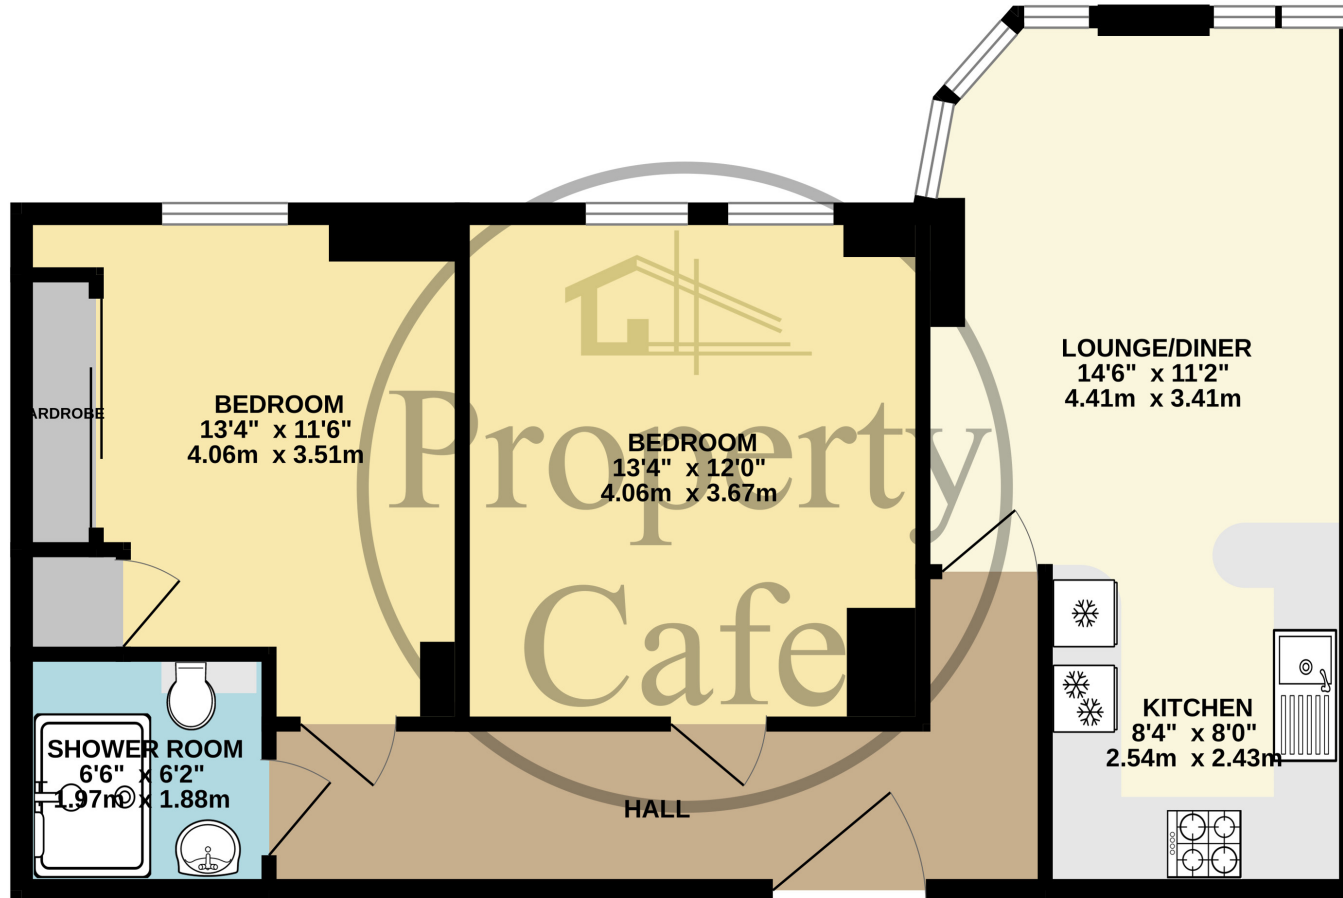 LOUNGE/DINER
14'6" x 11'2"
4.41m x 3.41m
ARDROBE
BEDROOM
13'4" x 11'6"
4.06m x 3.51m
BEDROOM
13'4" x 12'0"
4.06m x 3.67m
Property
Cafe
KITCHEN
8'4" x 8'0"
2.54m x 2.43m
SHOWER ROOM
6'6" x 6'2"
1.97m x 1.88m
HALL